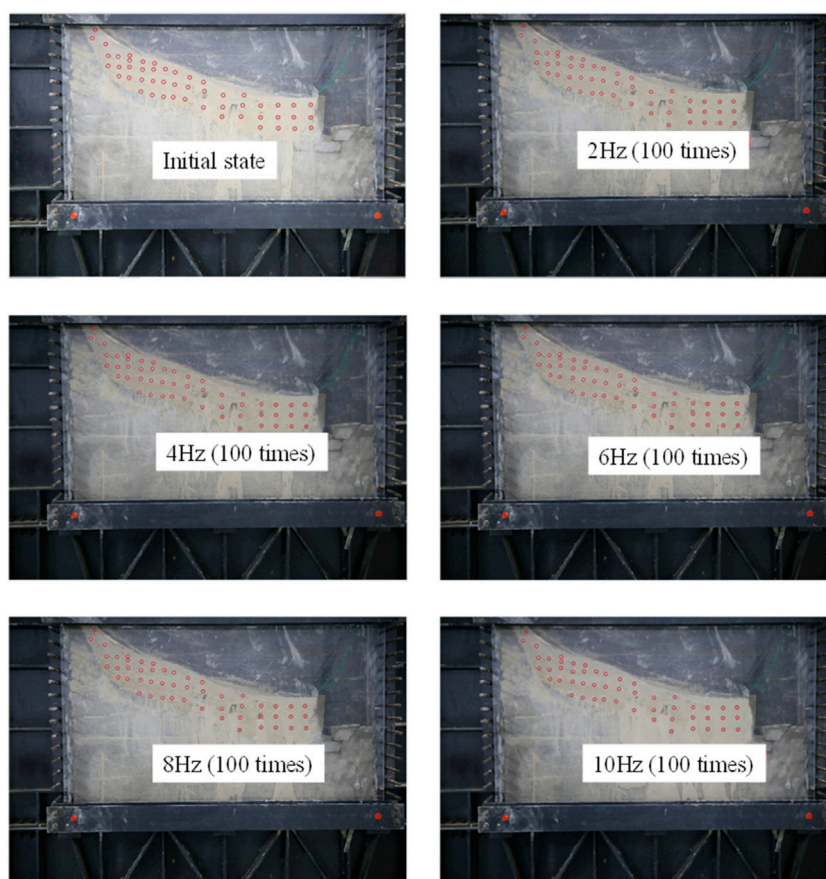 Initial state
2Hz (100 times)
4Hz (100 times)
6Hz (100 times)
8Hz (100 times)
10Hz (100 times)